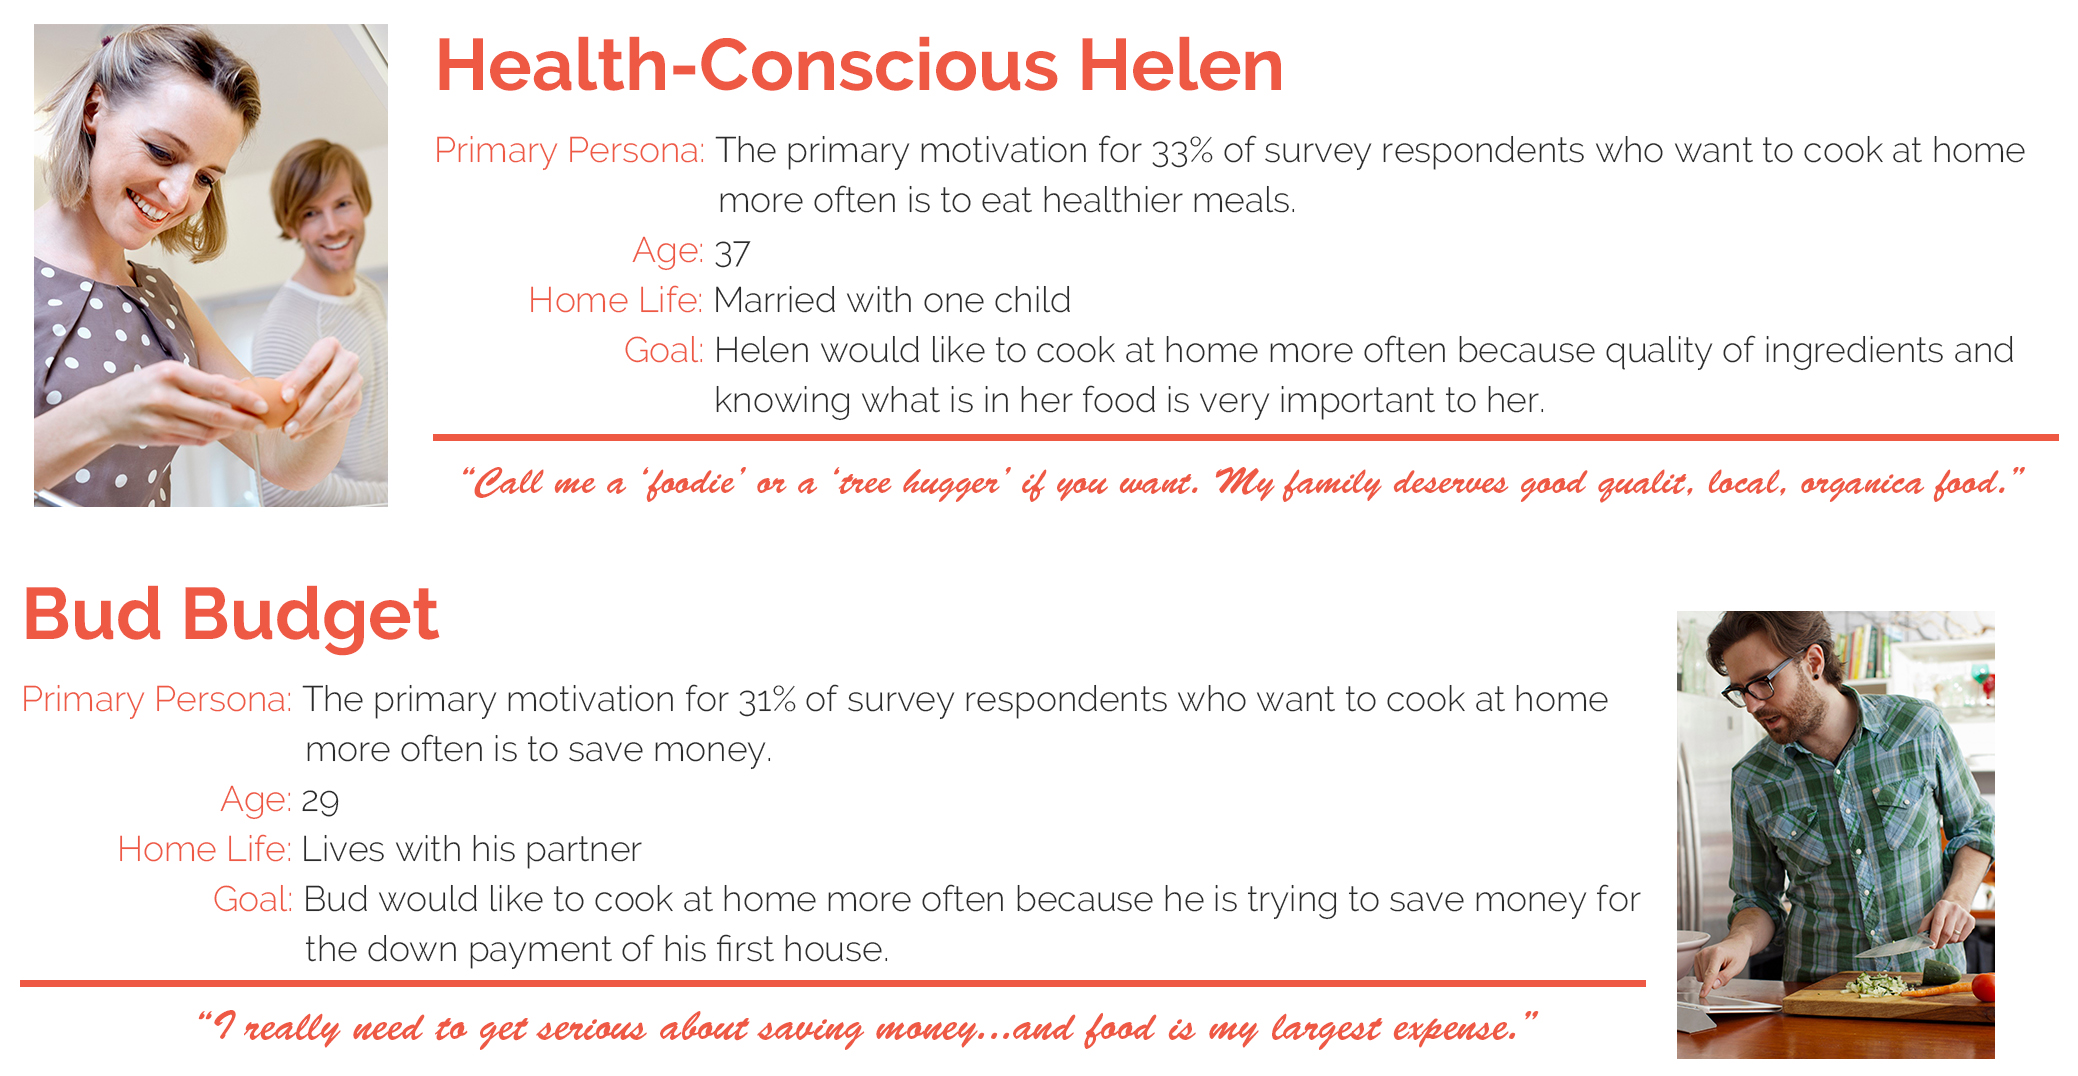 Health-Conscious Helen
Primary Persona: The primary motivation for 33% of survey respondents who want to cook at home
more often is to eat healthier meals.
Age: 37
Home Life: Married with one child
Goal: Helen would like to cook at home more often because quality of ingredients and
knowing what is in her food is very important to her.
“Call me a ‘foodie’ or a ‘tree hugger’ if you want. My family deserves good qualit, local, organica food.”
Bud Budget
Primary Persona: The primary motivation for 31% of survey respondents who want to cook at home
more often is to save money.
Age: 29
Home Life: Lives with his partner
Goal: Bud would like to cook at home more often because he is trying to save money for
the down payment of his first house.
“I really need to get serious about saving money...and food is my largest expense.”